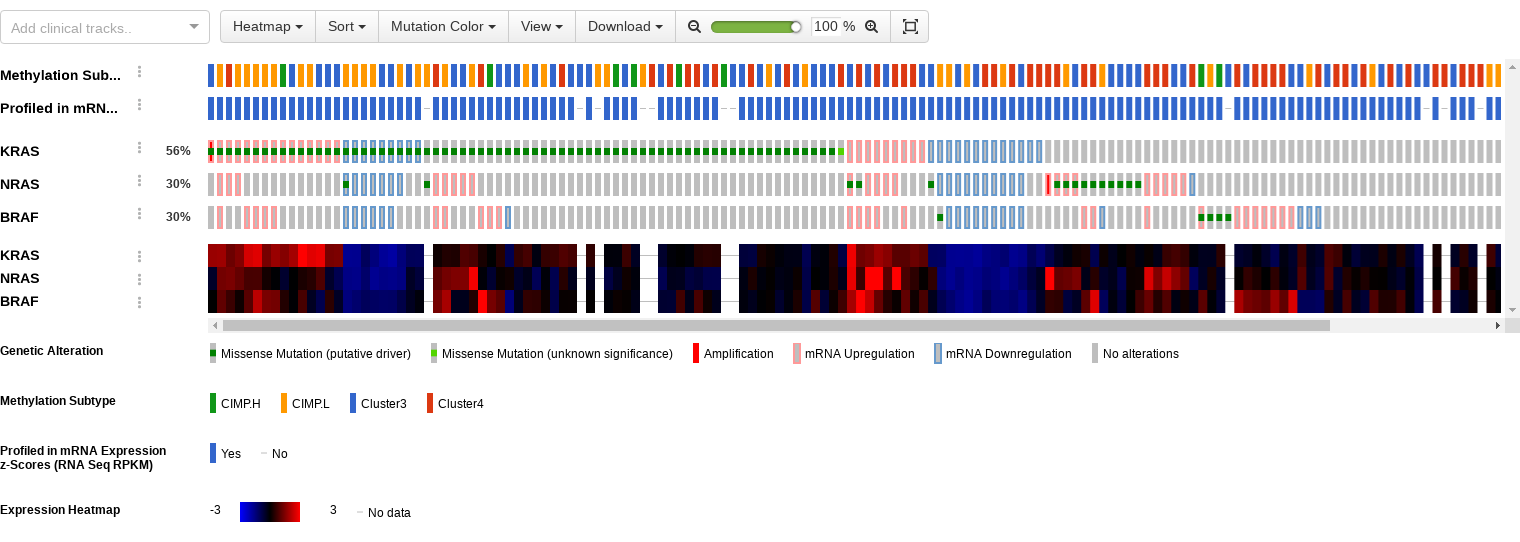 Add clinical tracks.. Heatmap Sort Mutation Color View Download 100 %
Methylation Sub...
Profiled in mRN...
KRAS 56%
NRAS 30%
BRAF 30%
KRAS
NRAS
BRAF
Genetic Alteration Missense Mutation (putative driver) Missense Mutation (unknown significance) Amplification mRNA Upregulation mRNA Downregulation No alterations
Methylation Subtype CIMP.H CIMP.L Cluster3 Cluster4
Profiled in mRNA Expression
z-Scores (RNA Seq RPKM) Yes No
Expression Heatmap -3 3 No data